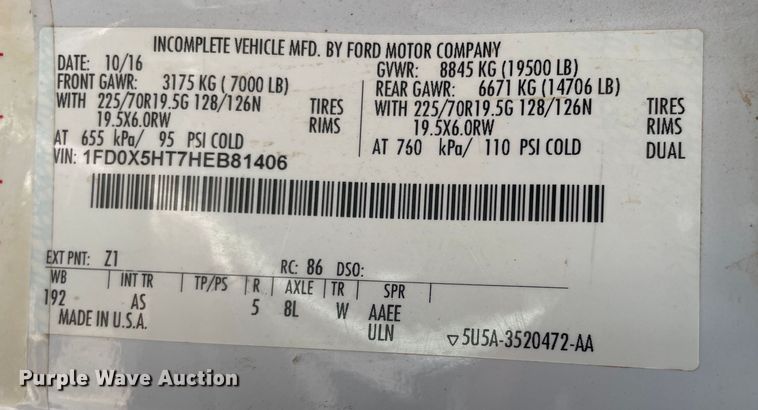 INCOMPLETE VEHICLE MFD. BY FORD MOTOR COMPANY
DATE: 10/16 GVWR: 8845 KG (19500 LB)
FRONT GAWR: 3175 KG ( 7000 LB) REAR GAWR: 6671 KG (14706 LB)
WITH 225/70R19.5G 128/126N TIRES WITH 225/70R19.5G 128/126N TIRES
19.5X6.0RW RIMS 19.5X6.0RW RIMS
AT 655 kPa/ 95 PSI COLD AT 760 kPa/ 110 PSI COLD DUAL
VIN: 1FD0X5HT7HEB81406
EXT PNT: Z1 RC: 86 DSO:
WB INT TR TP/PS R AXLE TR SPR
192 AS 5 8L W AAEE
MADE IN U.S.A. ULN ▽5U5A-3520472-AA
Purple Wave Auction